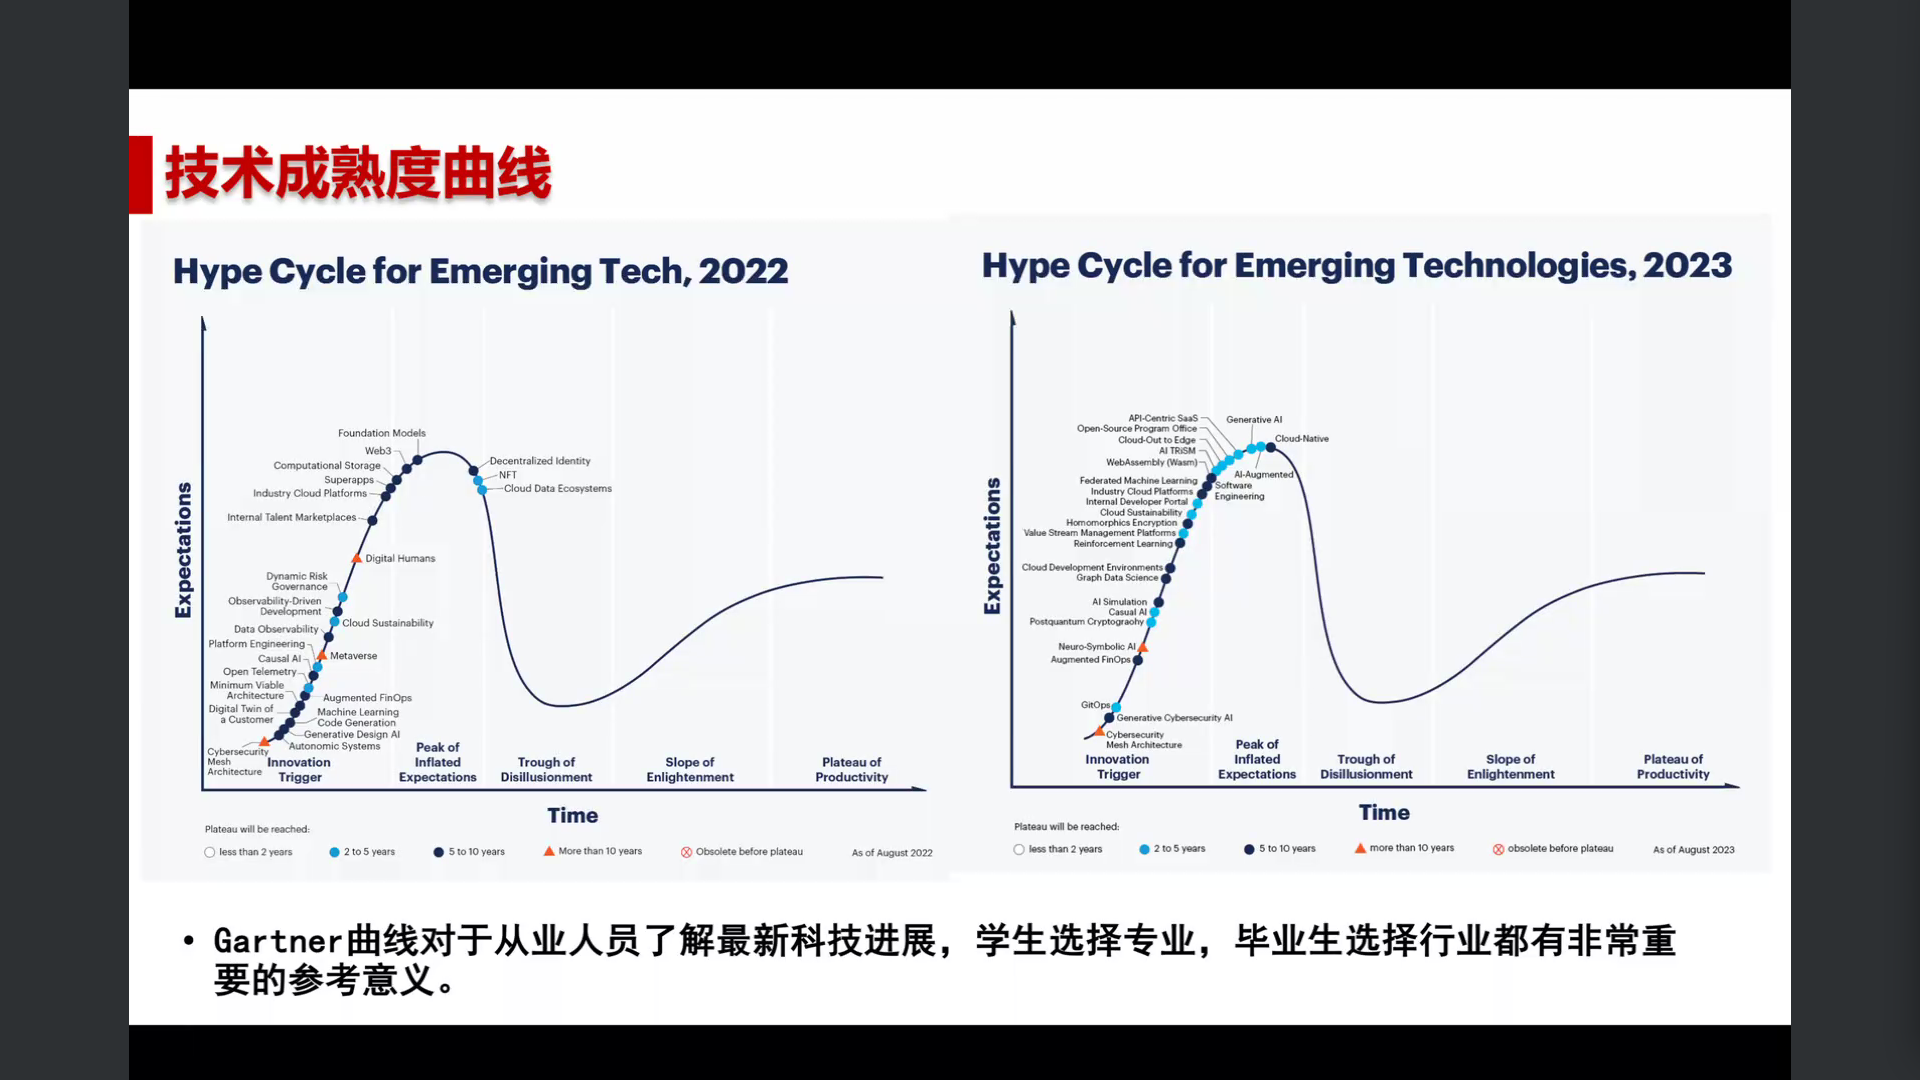 技术成熟度曲线
Hype Cycle for Emerging Tech, 2022
Expectations
Foundation Models
Web3
Computational Storage
Superapps
Industry Cloud Platforms
Internal Talent Marketplaces
Decentralized Identity
NFT
Cloud Data Ecosystems
Digital Humans
Dynamic Risk
Governance
Observability-Driven
Development
Cloud Sustainability
Data Observability
Platform Engineering
Metaverse
Causal AI
Open Telemetry
Minimum Viable
Architecture
Augmented FinOps
Digital Twin of
a Customer
Machine Learning
Code Generation
Generative Design AI
Autonomic Systems
Cybersecurity
Mesh
Architecture
Innovation
Trigger
Peak of
Inflated
Expectations
Trough of
Disillusionment
Slope of
Enlightenment
Plateau of
Productivity
Time
Plateau will be reached:
less than 2 years
2 to 5 years
5 to 10 years
More than 10 years
Obsolete before plateau
As of August 2022
Hype Cycle for Emerging Technologies, 2023
Expectations
API-Centric SaaS
Open-Source Program Office
Cloud-Out to Edge
AI TRiSM
WebAssembly (Wasm)
Federated Machine Learning
Industry Cloud Platforms
Internal Developer Portal
Cloud Sustainability
Homomorphics Encryption
Value Stream Management Platforms
Reinforcement Learning
Generative AI
Cloud-Native
AI-Augmented
Software
Engineering
Cloud Development Environments
Graph Data Science
AI Simulation
Casual AI
Postquantum Cryptograohy
Neuro-Symbolic AI
Augmented FinOps
GitOps
Generative Cybersecurity AI
Cybersecurity
Mesh Architecture
Innovation
Trigger
Peak of
Inflated
Expectations
Trough of
Disillusionment
Slope of
Enlightenment
Plateau of
Productivity
Time
Plateau will be reached:
less than 2 years
2 to 5 years
5 to 10 years
more than 10 years
obsolete before plateau
As of August 2023
• Gartner曲线对于从业人员了解最新科技进展，学生选择专业，毕业生选择行业都有非常重
要的参考意义。